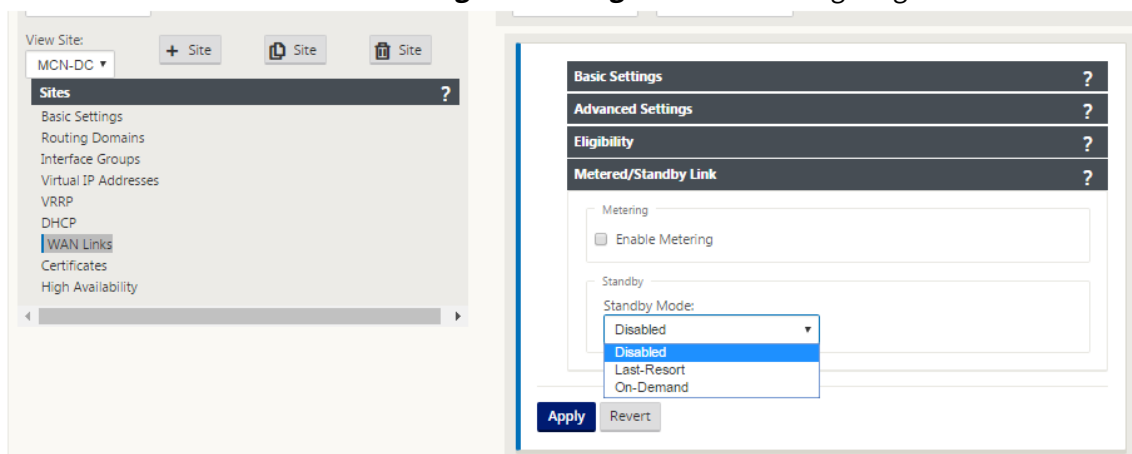 View Site:
+ Site
Site
Site
MCN-DC
Sites ?
Basic Settings
Routing Domains
Interface Groups
Virtual IP Addresses
VRRP
DHCP
WAN Links
Certificates
High Availability
Basic Settings ?
Advanced Settings ?
Eligibility ?
Metered/Standby Link ?
Metering
Enable Metering
Standby
Standby Mode:
Disabled
Disabled
Last-Resort
On-Demand
Apply Revert